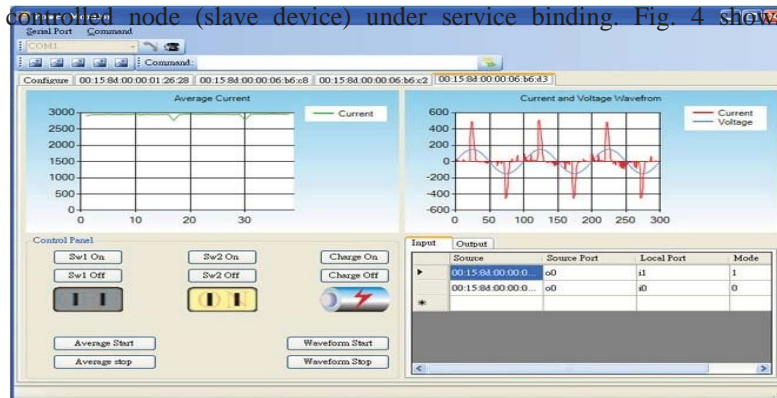 controlled node (slave device) under service binding. Fig. 4 shows
Serial Port Command
COM1
Command:
Configure 00:15:8d:00:00:01:26:28 00:15:8d:00:00:06:b6:c8 00:15:8d:00:00:06:b6:c2 00:15:8d:00:00:06:b6:d3
Average Current
3000
2500
2000
1500
1000
500
0
0 10 20 30
Current
Current and Voltage Wavefrom
600
400
200
0
-200
-400
-600
0 50 100 150 200 250 300
Current
Voltage
Control Panel
Sw1 On Sw2 On Charge On
Sw1 Off Sw2 Off Charge Off
Average Start Waveform Start
Average stop Waveform Stop
Input Output
Source Source Port Local Port Mode
00:15:8d:00:00:0... o0 i1 1
00:15:8d:00:00:0... o0 i0 0